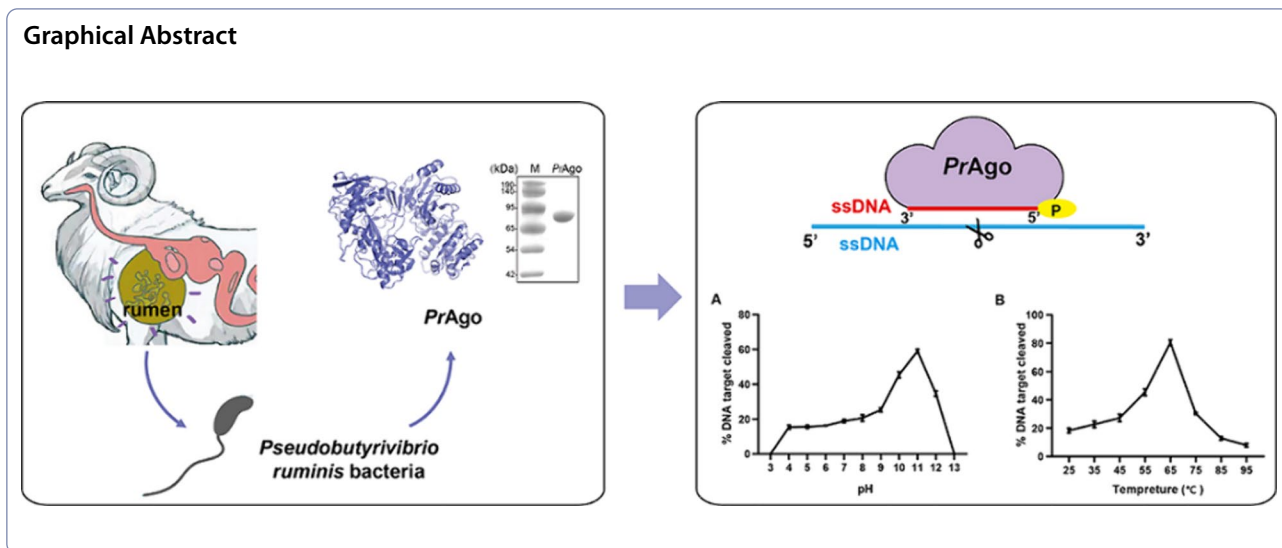 Graphical Abstract
(kDa) M PrAgo
95
65
54
42
rumen
PrAgo
Pseudobutyrivibrio
ruminis bacteria
PrAgo
ssDNA
3' 5' P
5' ssDNA 3'
A
% DNA target cleaved
80
60
40
20
0
3 4 5 6 7 8 9 10 11 12 13
pH
B
% DNA target cleaved
100
80
60
40
20
0
25 35 45 55 65 75 85 95
Tempreture (°C)